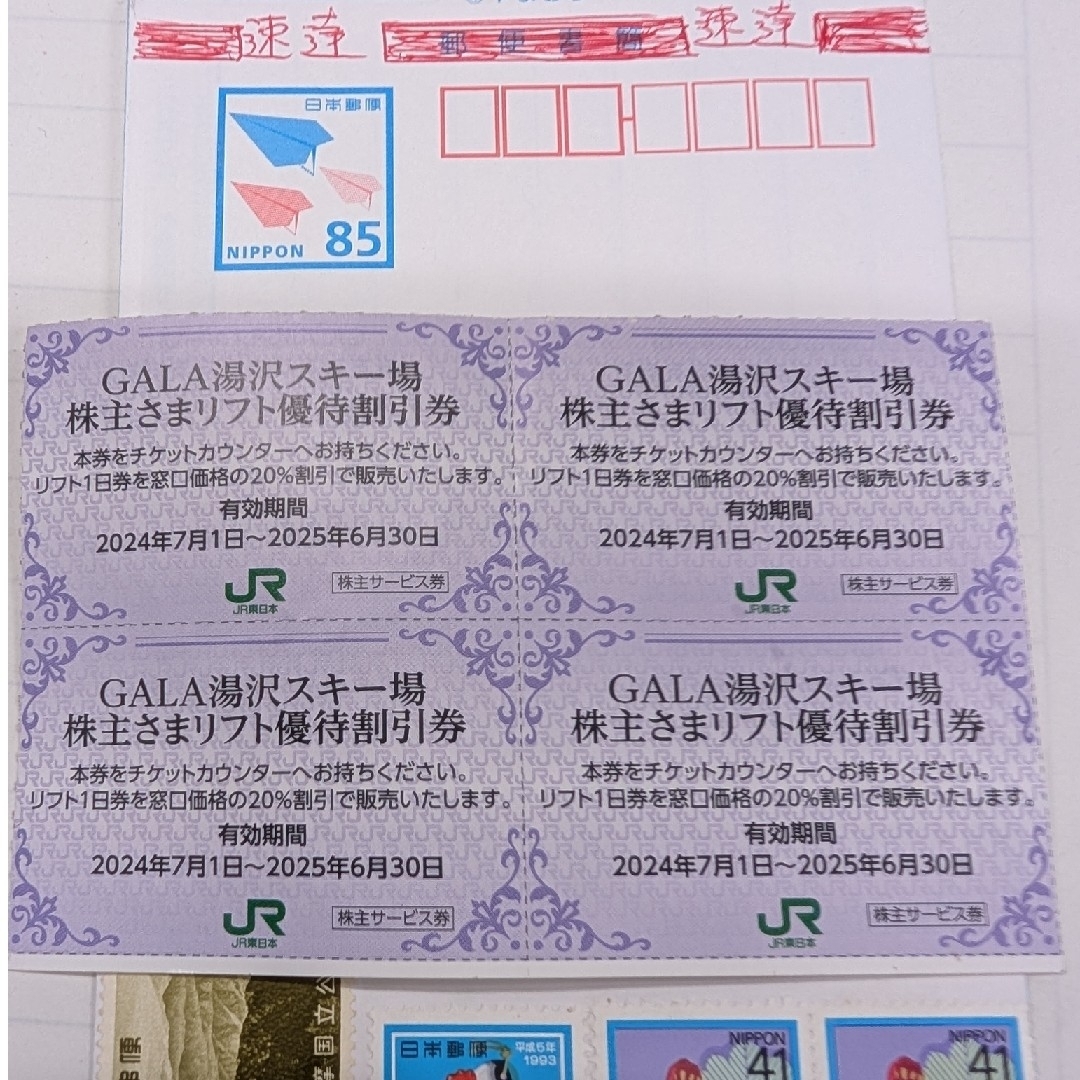 速達 郵便書簡 速達
日本郵便
NIPPON 85
GALA湯沢スキー場
株主さまリフト優待割引券
本券をチケットカウンターへお持ちください。
リフト1日券を窓口価格の20%割引で販売いたします。
有効期間
2024年7月1日～2025年6月30日
JR
JR東日本
株主サービス券
GALA湯沢スキー場
株主さまリフト優待割引券
本券をチケットカウンターへお持ちください。
リフト1日券を窓口価格の20%割引で販売いたします。
有効期間
2024年7月1日～2025年6月30日
JR
JR東日本
株主サービス券
GALA湯沢スキー場
株主さまリフト優待割引券
本券をチケットカウンターへお持ちください。
リフト1日券を窓口価格の20%割引で販売いたします。
有効期間
2024年7月1日～2025年6月30日
JR
JR東日本
株主サービス券
GALA湯沢スキー場
株主さまリフト優待割引券
本券をチケットカウンターへお持ちください。
リフト1日券を窓口価格の20%割引で販売いたします。
有効期間
2024年7月1日～2025年6月30日
JR
JR東日本
株主サービス券
公立国
日本郵便
平成5年
1993
NIPPON
41
NIPPON
41